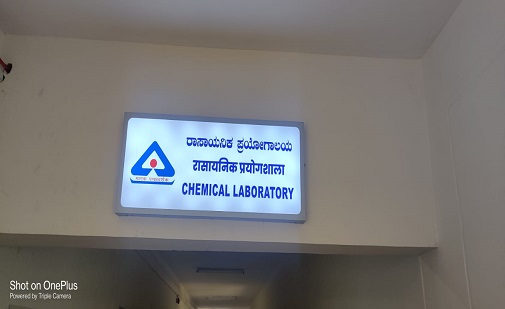 ರಾಸಾಯನಿಕ ಪ್ರಯೋಗಾಲಯ
रासायनिक प्रयोगशाला
CHEMICAL LABORATORY
Shot on OnePlus
Powered by Triple Camera